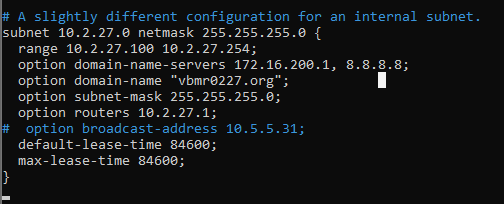 # A slightly different configuration for an internal subnet.
subnet 10.2.27.0 netmask 255.255.255.0 {
  range 10.2.27.100 10.2.27.254;
  option domain-name-servers 172.16.200.1, 8.8.8.8;
  option domain-name "vbmr0227.org";
  option subnet-mask 255.255.255.0;
  option routers 10.2.27.1;
#  option broadcast-address 10.5.5.31;
  default-lease-time 84600;
  max-lease-time 84600;
}